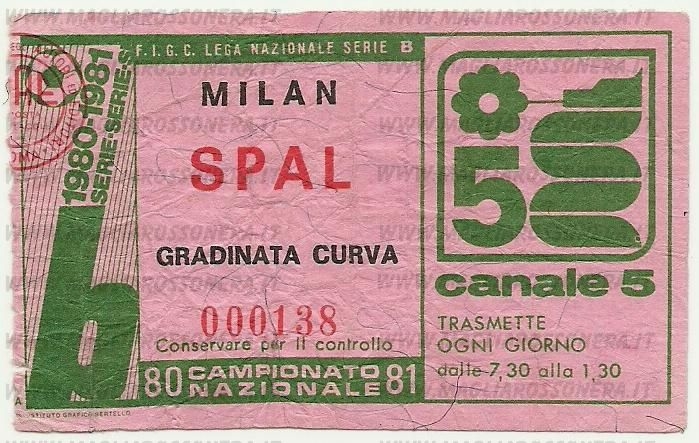 WWW.MAGLIAROSSONERA.IT
F.I.G.C. LEGA NAZIONALE SERIE B
1980-1981
SERIE-SERIE-S
b
MILAN
SPAL
GRADINATA CURVA
000138
Conservare per il controllo
80 CAMPIONATO NAZIONALE 81
ISTITUTO GRAFICO BERTELLO
5
canale 5
TRASMETTE
OGNI GIORNO
dalle 7,30 alla 1,30